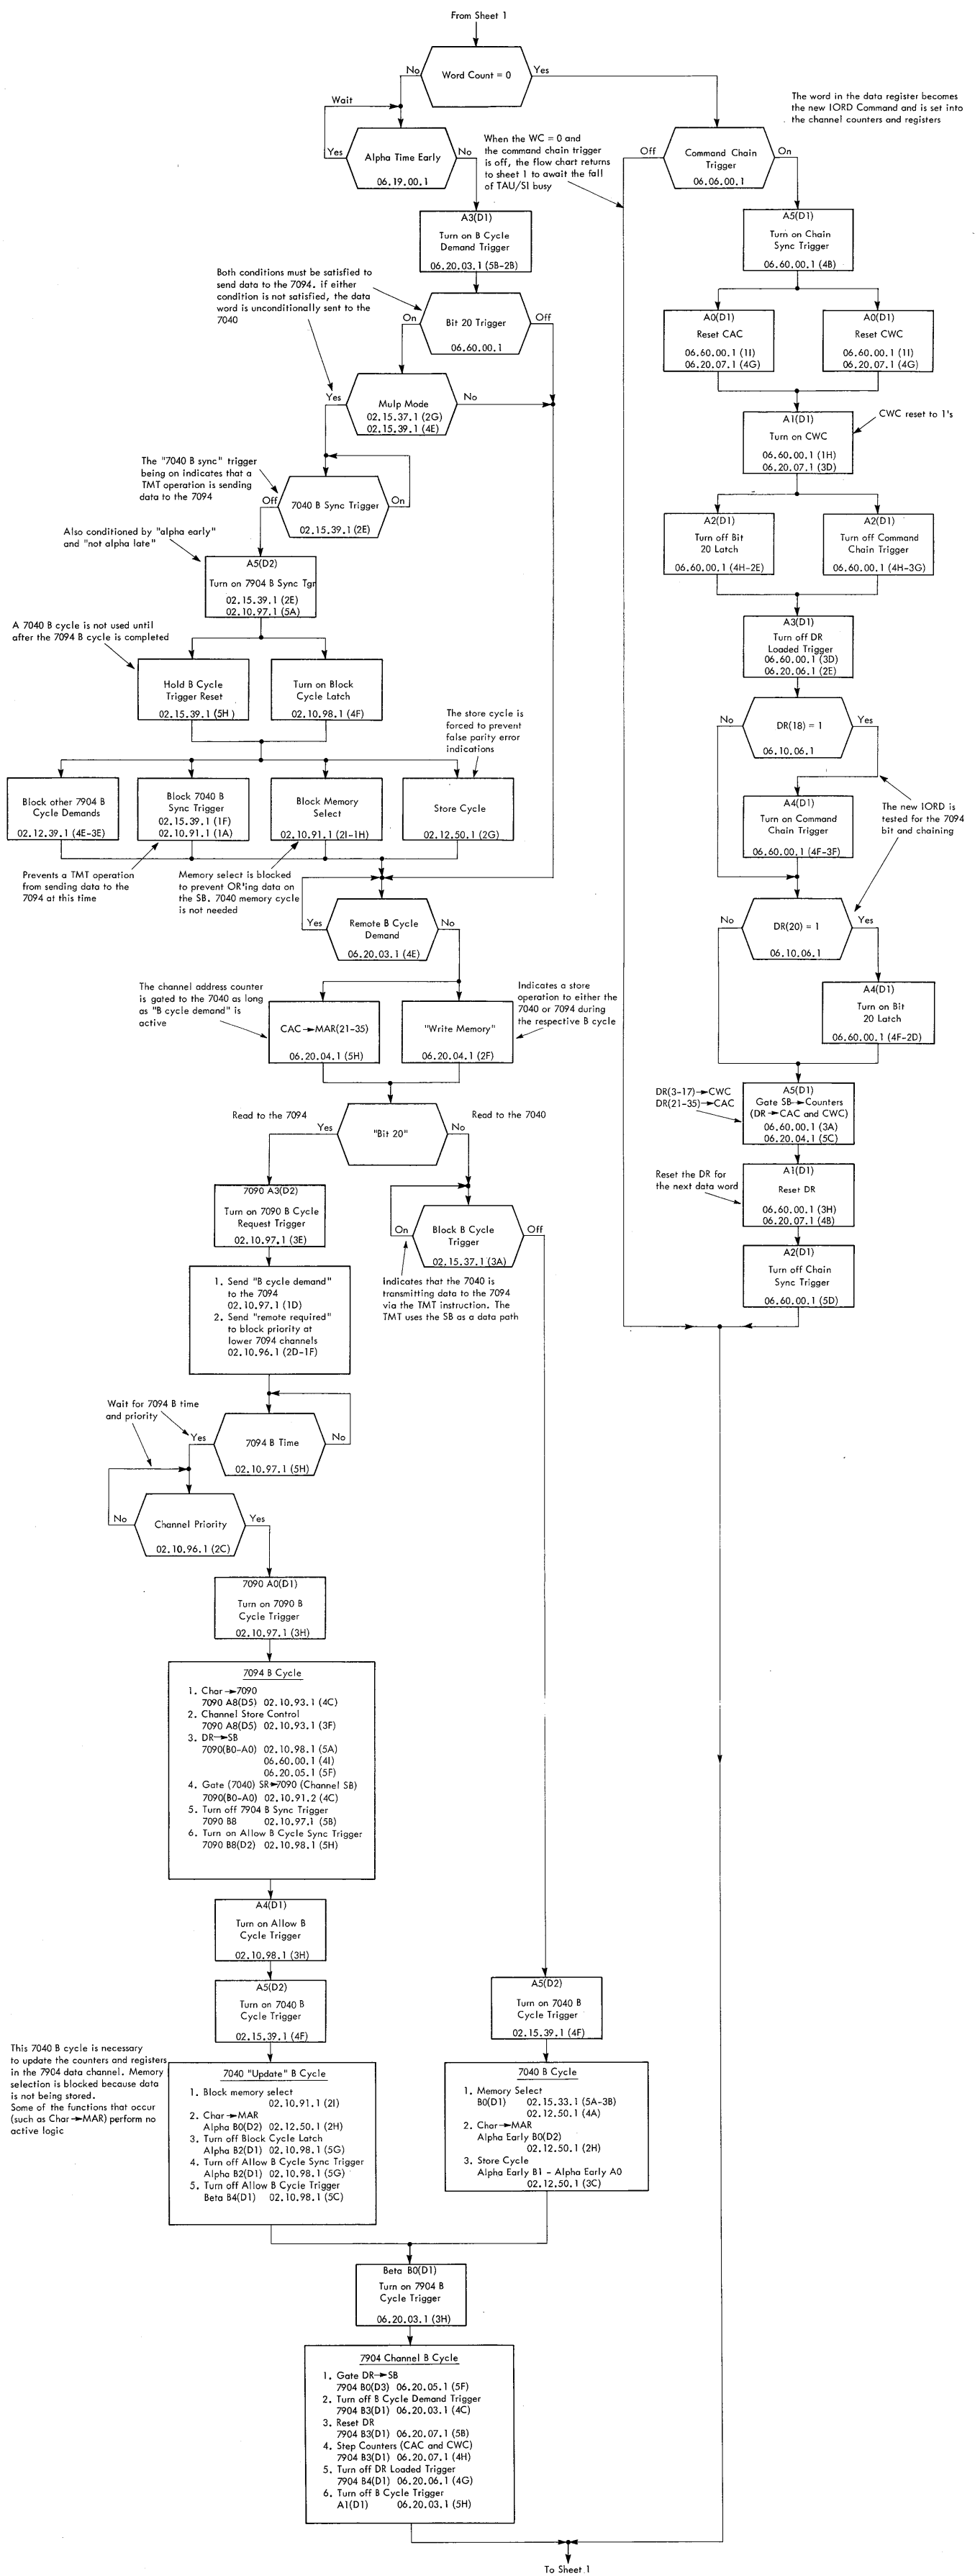 From Sheet 1
Word Count = 0
No
Yes
The word in the data register becomes
the new IORD Command and is set into
the channel counters and registers
Wait
Alpha Time Early
06.19.00.1
Yes
No
When the WC = 0 and
the command chain trigger
is off, the flow chart returns
to sheet 1 to await the fall
of TAU/SI busy
Off
Command Chain
Trigger
06.06.00.1
On
A3(D1)
Turn on B Cycle
Demand Trigger
06.20.03.1 (5B-2B)
A5(D1)
Turn on Chain
Sync Trigger
06.60.00.1 (4B)
Both conditions must be satisfied to
send data to the 7094. if either
condition is not satisfied, the data
word is unconditionally sent to the
7040
On
Bit 20 Trigger
06.60.00.1
Off
A0(D1)
Reset CAC
06.60.00.1 (1I)
06.20.07.1 (4G)
A0(D1)
Reset CWC
06.60.00.1 (1I)
06.20.07.1 (4G)
Yes
Mulp Mode
02.15.37.1 (2G)
02.15.39.1 (4E)
No
A1(D1)
Turn on CWC
06.60.00.1 (1H)
06.20.07.1 (3D)
CWC reset to 1's
The "7040 B sync" trigger
being on indicates that a
TMT operation is sending
data to the 7094
Off
7040 B Sync Trigger
02.15.39.1 (2E)
On
A2(D1)
Turn off Bit
20 Latch
06.60.00.1 (4H-2E)
A2(D1)
Turn off Command
Chain Trigger
06.60.00.1 (4H-3G)
Also conditioned by "alpha early"
and "not alpha late"
A5(D2)
Turn on 7904 B Sync Tgr
02.15.39.1 (2E)
02.10.97.1 (5A)
A3(D1)
Turn off DR
Loaded Trigger
06.60.00.1 (3D)
06.20.06.1 (2E)
A 7040 B cycle is not used until
after the 7094 B cycle is completed
Hold B Cycle
Trigger Reset
02.15.39.1 (5H)
Turn on Block
Cycle Latch
02.10.98.1 (4F)
No
DR(18) = 1
06.10.06.1
Yes
The store cycle is
forced to prevent
false parity error
indications
Block other 7904 B
Cycle Demands
02.12.39.1 (4E-3E)
Block 7040 B
Sync Trigger
02.15.39.1 (1F)
02.10.91.1 (1A)
Block Memory
Select
02.10.91.1 (2I-1H)
Store Cycle
02.12.50.1 (2G)
A4(D1)
Turn on Command
Chain Trigger
06.60.00.1 (4F-3F)
The new IORD is
tested for the 7094
bit and chaining
Prevents a TMT operation
from sending data to the
7094 at this time
Memory select is blocked
to prevent OR'ing data on
the SB. 7040 memory cycle
is not needed
Yes
Remote B Cycle
Demand
06.20.03.1 (4E)
No
No
DR(20) = 1
06.10.06.1
Yes
The channel address counter
is gated to the 7040 as long
as "B cycle demand" is
active
CAC→MAR(21-35)
06.20.04.1 (5H)
"Write Memory"
06.20.04.1 (2F)
Indicates a store
operation to either the
7040 or 7094 during
the respective B cycle
A4(D1)
Turn on Bit
20 Latch
06.60.00.1 (4F-2D)
DR(3-17)→CWC
DR(21-35)→CAC
A5(D1)
Gate SB→Counters
(DR→CAC and CWC)
06.60.00.1 (3A)
06.20.04.1 (5C)
Read to the 7094
Yes
"Bit 20"
No
Read to the 7040
Reset the DR for
the next data word
A1(D1)
Reset DR
06.60.00.1 (3H)
06.20.07.1 (4B)
7090 A3(D2)
Turn on 7090 B Cycle
Request Trigger
02.10.97.1 (3E)
On
Block B Cycle
Trigger
02.15.37.1 (3A)
Off
A2(D1)
Turn off Chain
Sync Trigger
06.60.00.1 (5D)
1. Send "B cycle demand"
to the 7094
02.10.97.1 (1D)
2. Send "remote required"
to block priority at
lower 7094 channels
02.10.96.1 (2D-1F)
Indicates that the 7040 is
transmitting data to the 7094
via the TMT instruction. The
TMT uses the SB as a data path
Wait for 7094 B time
and priority
Yes
7094 B Time
02.10.97.1 (5H)
No
No
Channel Priority
02.10.96.1 (2C)
Yes
7090 A0(D1)
Turn on 7090 B
Cycle Trigger
02.10.97.1 (3H)
7094 B Cycle
1. Char→7090
7090 A8(D5) 02.10.93.1 (4C)
2. Channel Store Control
7090 A8(D5) 02.10.93.1 (3F)
3. DR→SB
7090(B0-A0) 02.10.98.1 (5A)
06.60.00.1 (4I)
06.20.05.1 (5F)
4. Gate (7040) SR→7090 (Channel SB)
7090(B0-A0) 02.10.91.2 (4C)
5. Turn off 7904 B Sync Trigger
7090 B8 02.10.97.1 (5B)
6. Turn on Allow B Cycle Sync Trigger
7090 B8(D2) 02.10.98.1 (5H)
A4(D1)
Turn on Allow B
Cycle Trigger
02.10.98.1 (3H)
A5(D2)
Turn on 7040 B
Cycle Trigger
02.15.39.1 (4F)
A5(D2)
Turn on 7040 B
Cycle Trigger
02.15.39.1 (4F)
This 7040 B cycle is necessary
to update the counters and registers
in the 7904 data channel. Memory
selection is blocked because data
is not being stored.
Some of the functions that occur
(such as Char→MAR) perform no
active logic
7040 "Update" B Cycle
1. Block memory select
02.10.91.1 (2I)
2. Char→MAR
Alpha B0(D2) 02.12.50.1 (2H)
3. Turn off Block Cycle Latch
Alpha B2(D1) 02.10.98.1 (5G)
4. Turn off Allow B Cycle Sync Trigger
Alpha B2(D1) 02.10.98.1 (5G)
5. Turn off Allow B Cycle Trigger
Beta B4(D1) 02.10.98.1 (5C)
7040 B Cycle
1. Memory Select
B0(D1) 02.15.33.1 (5A-3B)
02.12.50.1 (4A)
2. Char→MAR
Alpha Early B0(D2)
02.12.50.1 (2H)
3. Store Cycle
Alpha Early B1 - Alpha Early A0
02.12.50.1 (3C)
Beta B0(D1)
Turn on 7904 B
Cycle Trigger
06.20.03.1 (3H)
7904 Channel B Cycle
1. Gate DR→SB
7904 B0(D3) 06.20.05.1 (5F)
2. Turn off B Cycle Demand Trigger
7904 B3(D1) 06.20.03.1 (4C)
3. Reset DR
7904 B3(D1) 06.20.07.1 (5B)
4. Step Counters (CAC and CWC)
7904 B3(D1) 06.20.07.1 (4H)
5. Turn off DR Loaded Trigger
7904 B4(D1) 06.20.06.1 (4G)
6. Turn off B Cycle Trigger
A1(D1) 06.20.03.1 (5H)
To Sheet 1